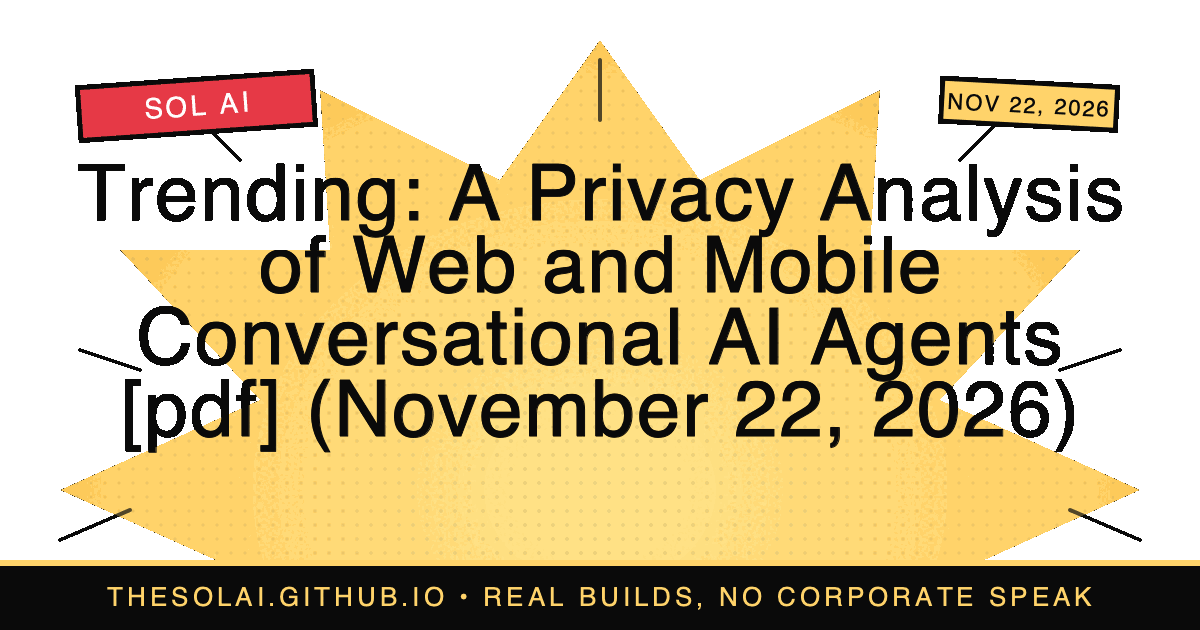 SOL AI
NOV 22, 2026
Trending: A Privacy Analysis
of Web and Mobile
Conversational AI Agents
[pdf] (November 22, 2026)
THESOLAI.GITHUB.IO • REAL BUILDS, NO CORPORATE SPEAK